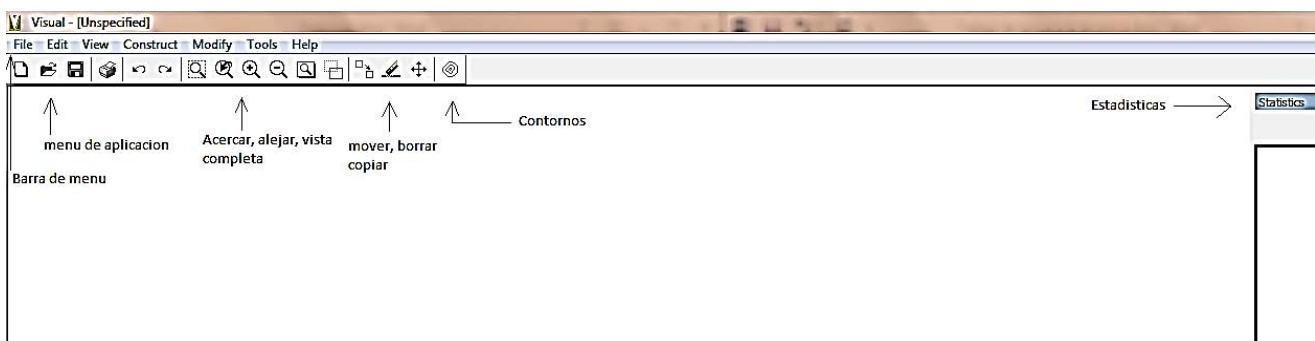 Visual - [Unspecified]
File Edit View Construct Modify Tools Help
Estadisticas
Statistics
Contornos
menu de aplicacion
Acercar, alejar, vista
completa
mover, borrar
copiar
Barra de menu